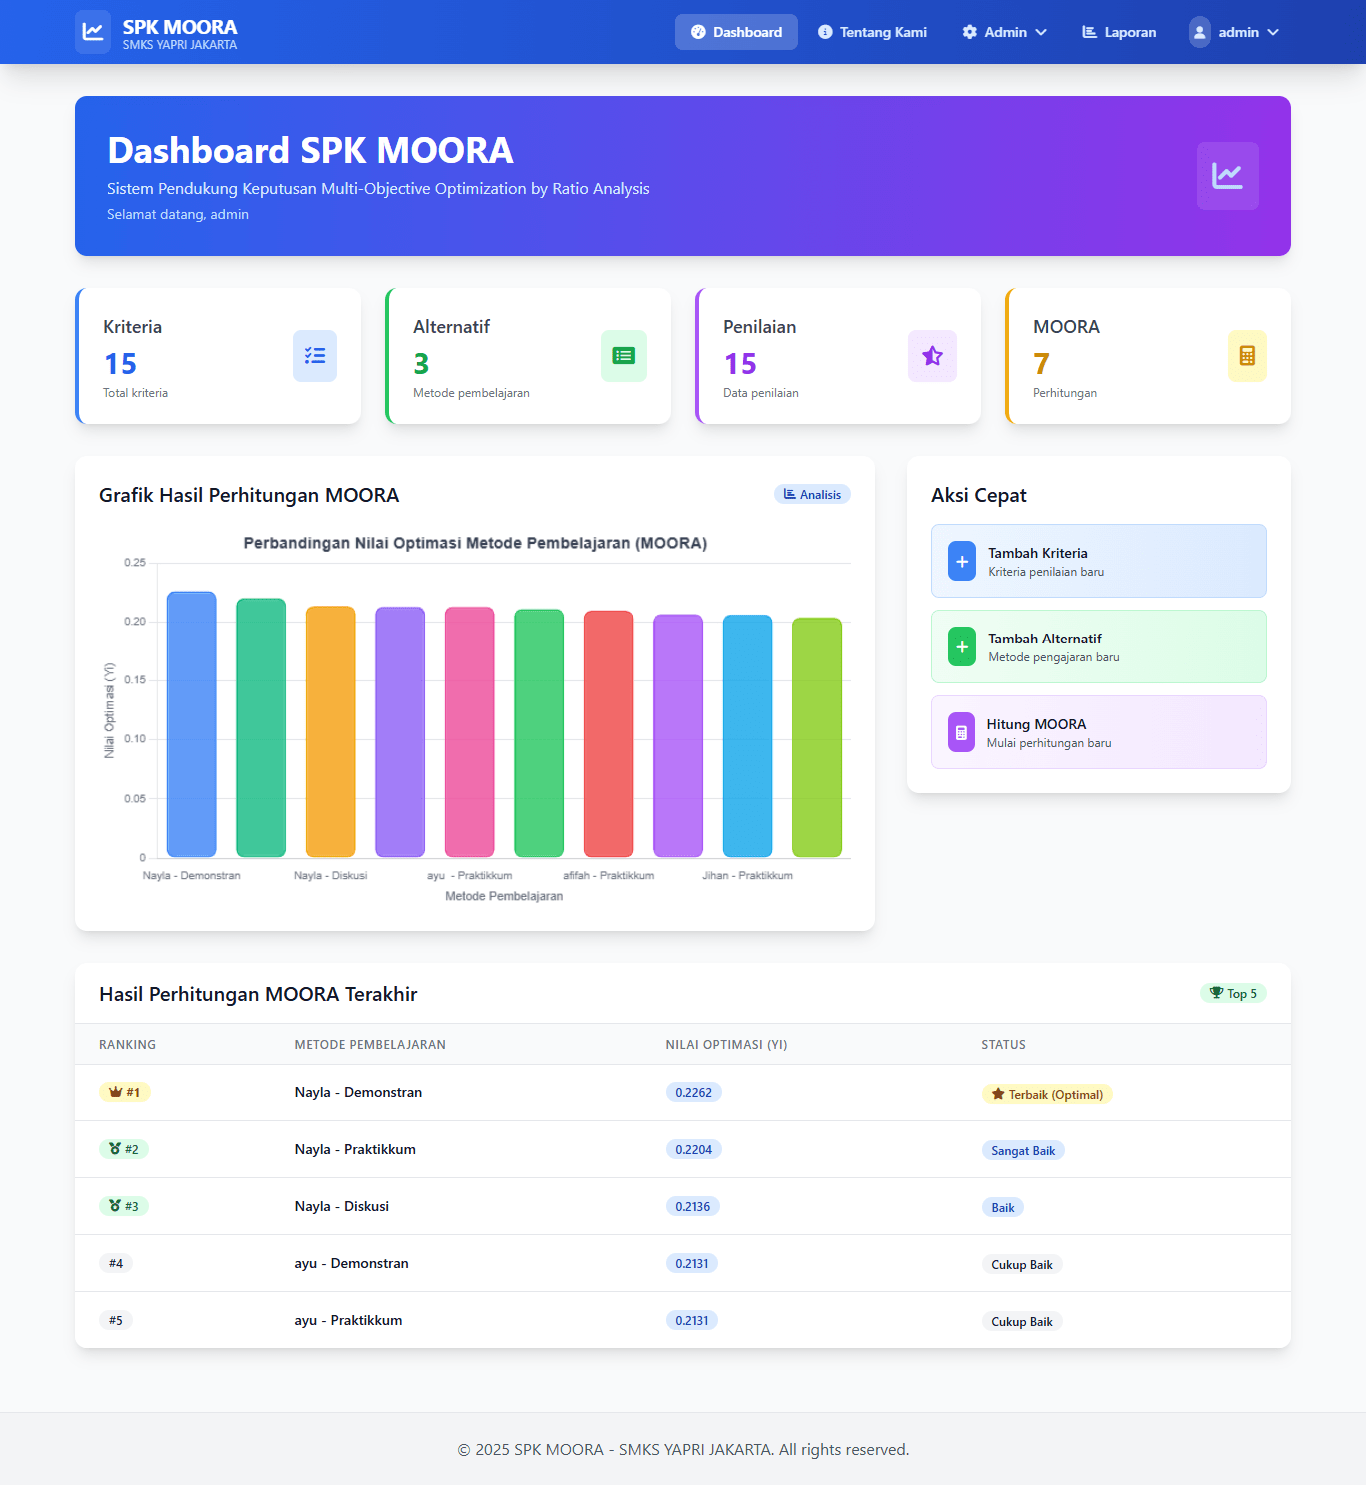 SPK MOORA
SMKS YAPRI JAKARTA
Dashboard
Tentang Kami
Admin
Laporan
admin
Dashboard SPK MOORA
Sistem Pendukung Keputusan Multi-Objective Optimization by Ratio Analysis
Selamat datang, admin
Kriteria
15
Total kriteria
Alternatif
3
Metode pembelajaran
Penilaian
15
Data penilaian
MOORA
7
Perhitungan
Grafik Hasil Perhitungan MOORA
Analisis
Perbandingan Nilai Optimasi Metode Pembelajaran (MOORA)
0.25
0.20
0.15
0.10
0.05
0
Nilai Optimasi (Yi)
Nayla - Demonstran
Nayla - Diskusi
ayu - Praktikkum
afifah - Praktikkum
Jihan - Praktikkum
Metode Pembelajaran
Aksi Cepat
Tambah Kriteria
Kriteria penilaian baru
Tambah Alternatif
Metode pengajaran baru
Hitung MOORA
Mulai perhitungan baru
Hasil Perhitungan MOORA Terakhir
Top 5
RANKING METODE PEMBELAJARAN NILAI OPTIMASI (YI) STATUS
#1 Nayla - Demonstran 0.2262 Terbaik (Optimal)
#2 Nayla - Praktikkum 0.2204 Sangat Baik
#3 Nayla - Diskusi 0.2136 Baik
#4 ayu - Demonstran 0.2131 Cukup Baik
#5 ayu - Praktikkum 0.2131 Cukup Baik
© 2025 SPK MOORA - SMKS YAPRI JAKARTA. All rights reserved.